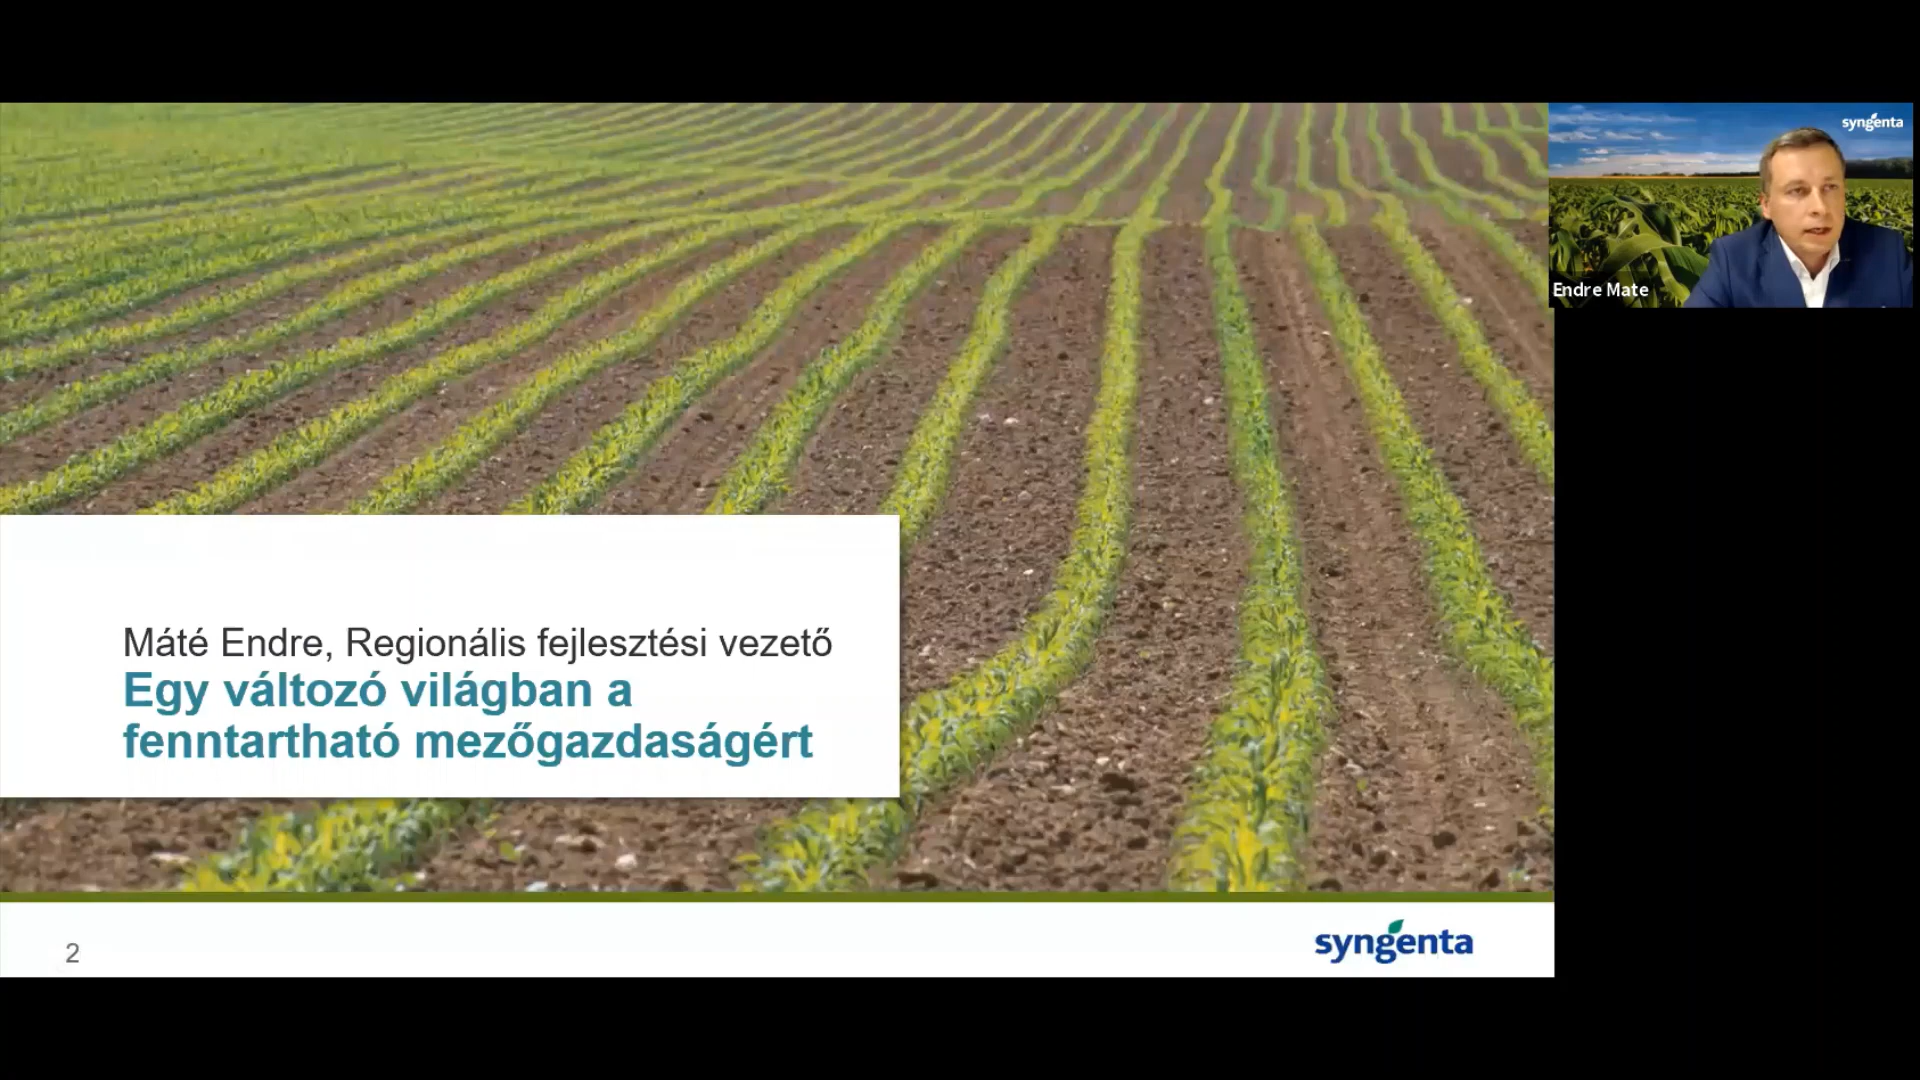 syngenta
Endre Mate
Máté Endre, Regionális fejlesztési vezető
Egy változó világban a
fenntartható mezőgazdaságért
2
syngenta